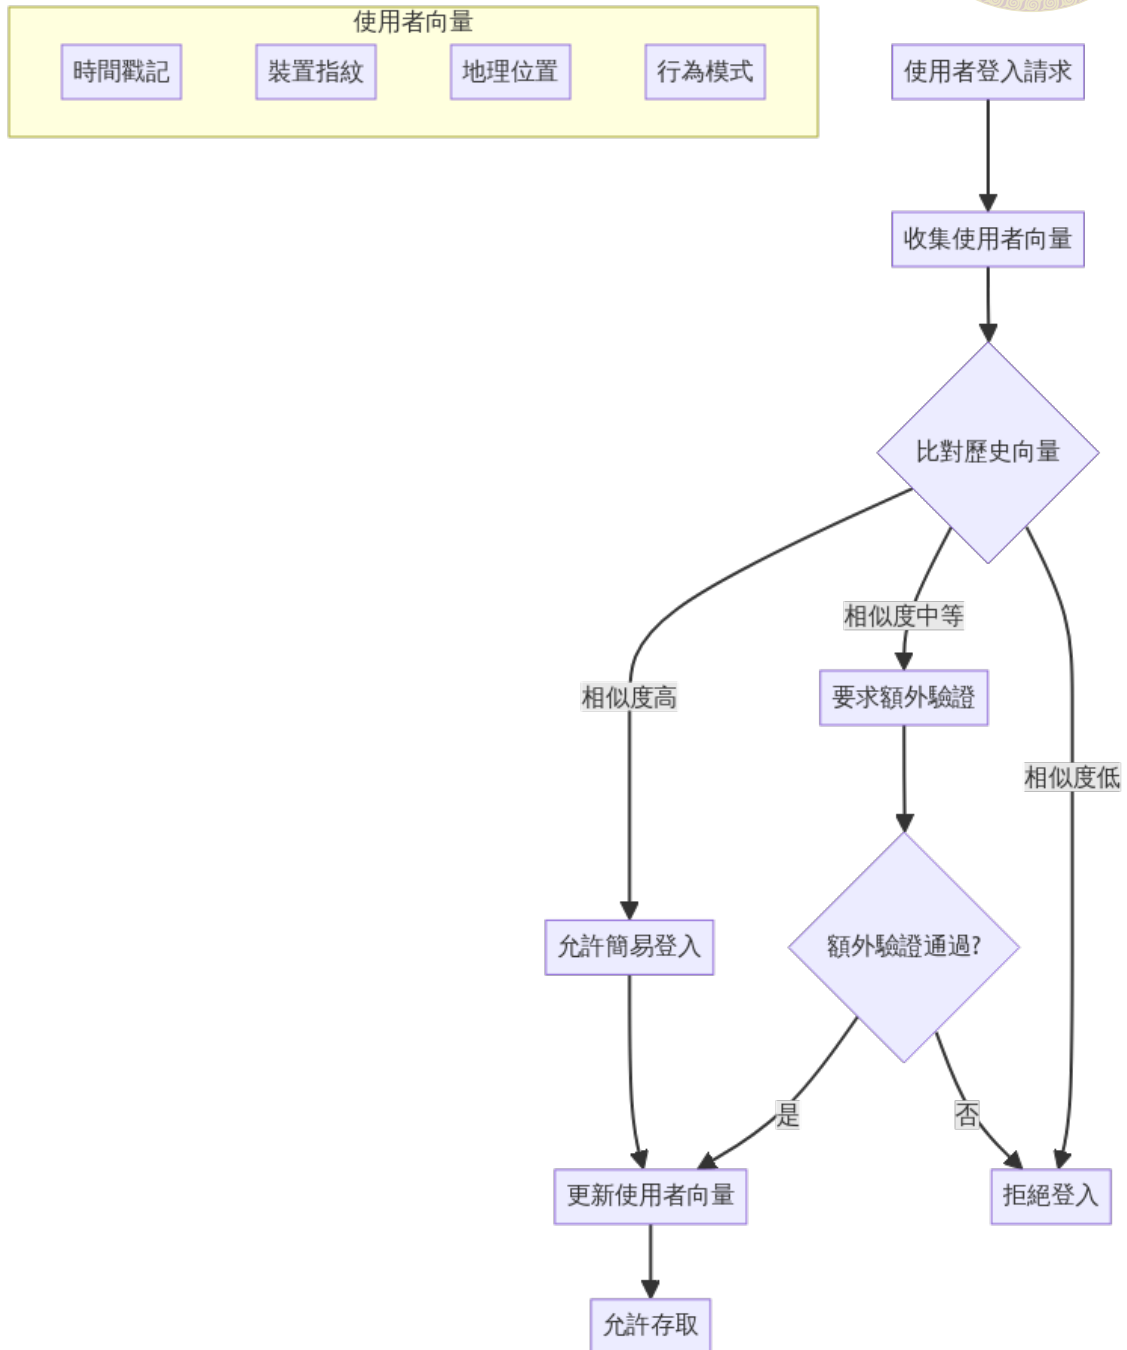 使用者向量
時間戳記
裝置指紋
地理位置
行為模式
使用者登入請求
收集使用者向量
比對歷史向量
相似度中等
相似度高
要求額外驗證
相似度低
允許簡易登入
額外驗證通過?
是
否
更新使用者向量
拒絕登入
允許存取